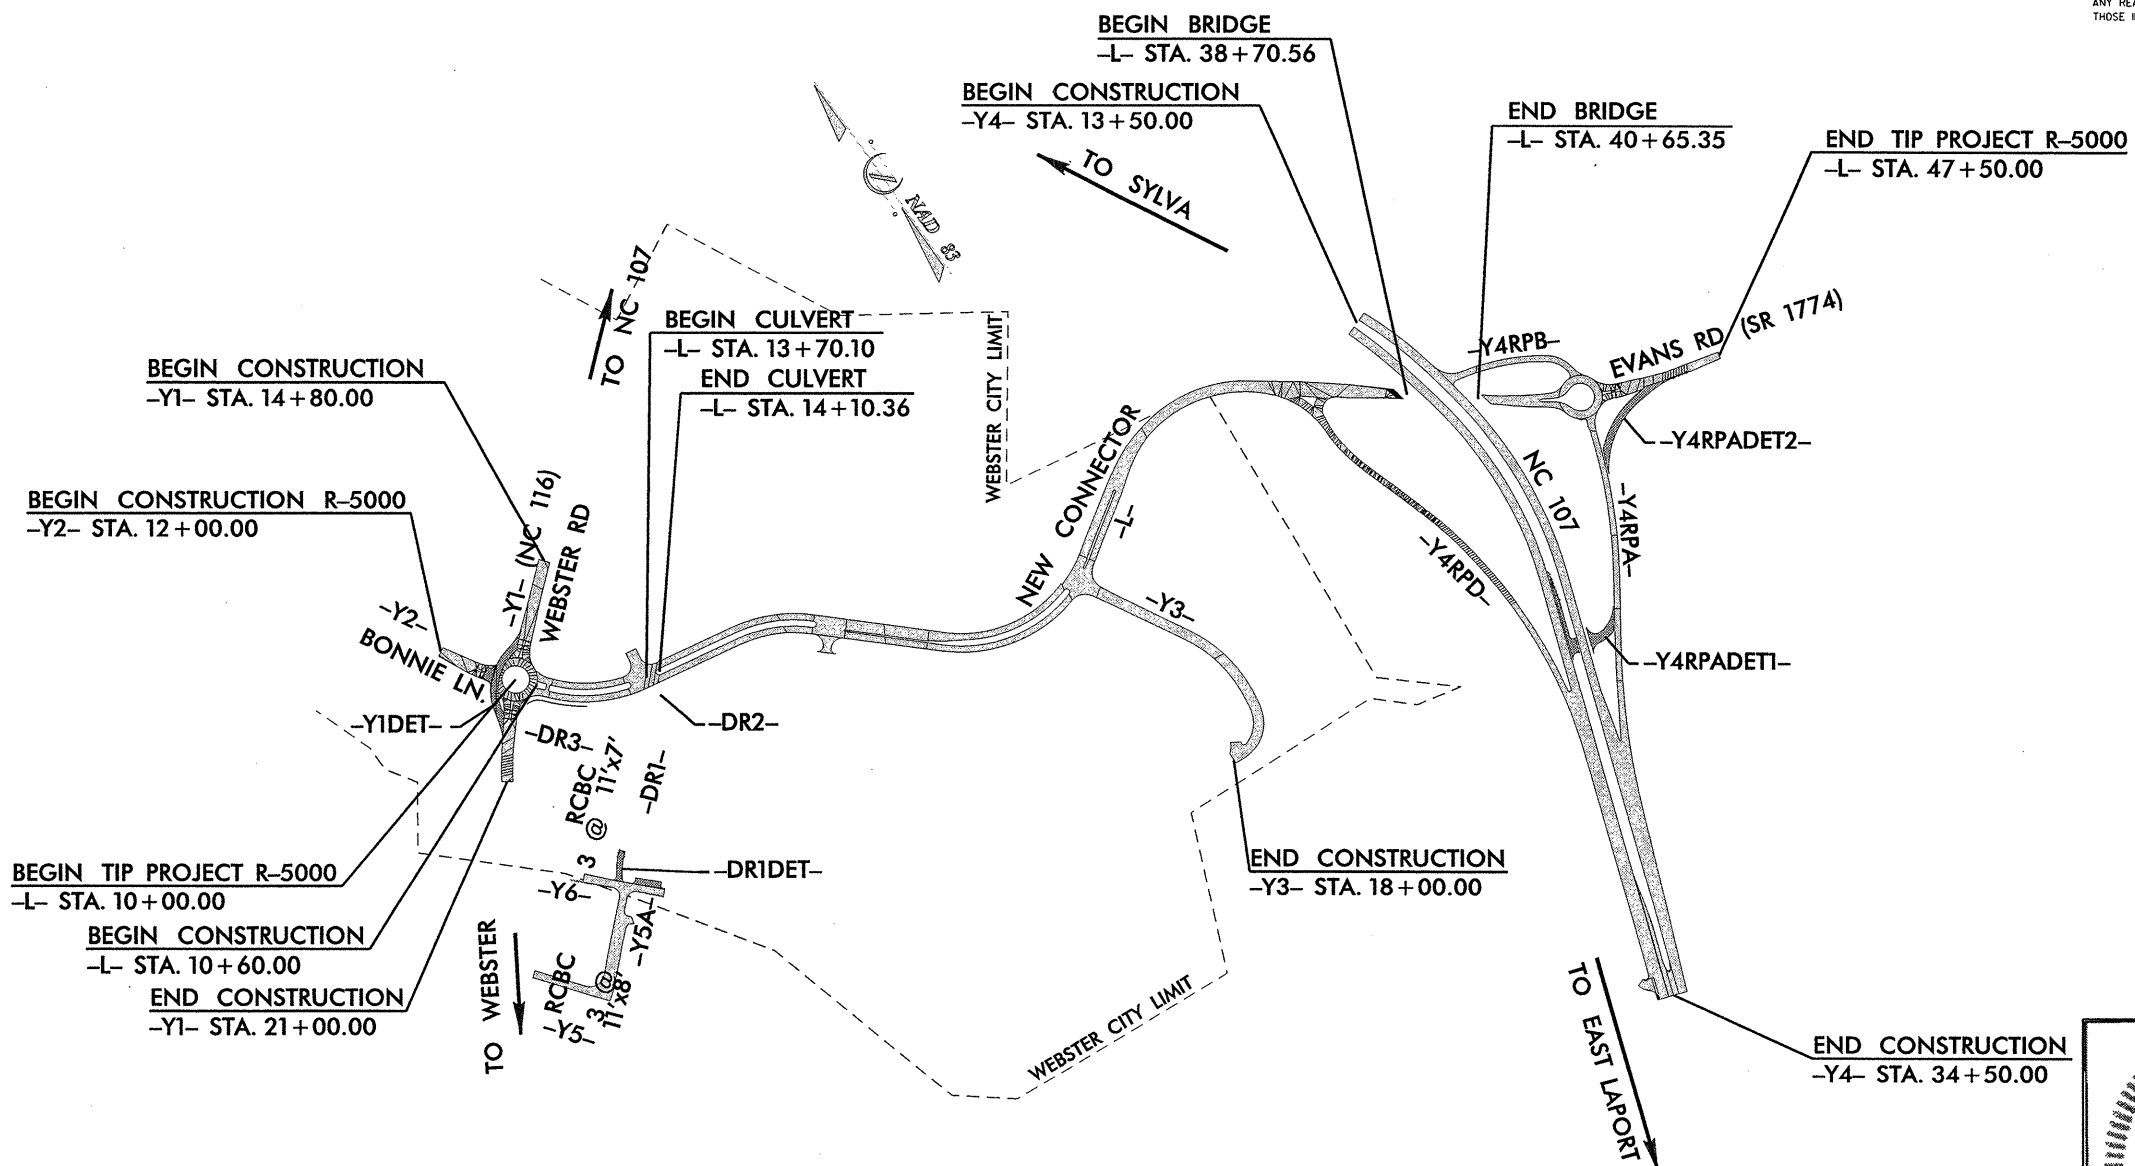 ANY REA
THOSE I
BEGIN BRIDGE
–L– STA. 38+70.56
BEGIN CONSTRUCTION
–Y4– STA. 13+50.00
END BRIDGE
–L– STA. 40+65.35
END TIP PROJECT R–5000
–L– STA. 47+50.00
TO SYLVA
NAD 83
TO NC 107
BEGIN CULVERT
–L– STA. 13+70.10
END CULVERT
–L– STA. 14+10.36
WEBSTER CITY LIMIT
–Y4RPB–
EVANS RD (SR 1774)
BEGIN CONSTRUCTION
–Y1– STA. 14+80.00
–Y4RPADET2–
NEW CONNECTOR
–L–
NC 107
–Y4RPA–
–Y4RPD–
BEGIN CONSTRUCTION R–5000
–Y2– STA. 12+00.00
–Y1– (NC 116)
WEBSTER RD
–Y2–
BONNIE LN.
–Y3–
–Y4RPADET1–
–Y1DET–
–DR3–
–DR2–
–DR1–
3 @ 11'x7'
RCBC
–DR1DET–
BEGIN TIP PROJECT R–5000
–L– STA. 10+00.00
–Y6–
END CONSTRUCTION
–Y3– STA. 18+00.00
BEGIN CONSTRUCTION
–L– STA. 10+60.00
–Y5A–
END CONSTRUCTION
–Y1– STA. 21+00.00
TO WEBSTER
3 @ 11'x8'
RCBC
–Y5–
WEBSTER CITY LIMIT
TO EAST LAPORT
END CONSTRUCTION
–Y4– STA. 34+50.00